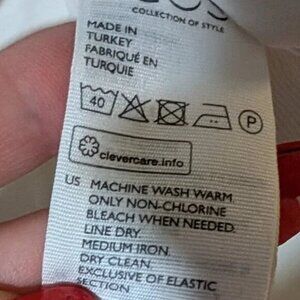 COS
COLLECTION OF STYLE
MADE IN
TURKEY
FABRIQUÉ EN
TURQUIE
40 P
clevercare.info
US MACHINE WASH WARM
ONLY NON-CHLORINE
BLEACH WHEN NEEDED.
LINE DRY.
MEDIUM IRON.
DRY CLEAN
EXCLUSIVE OF ELASTIC
SECTION